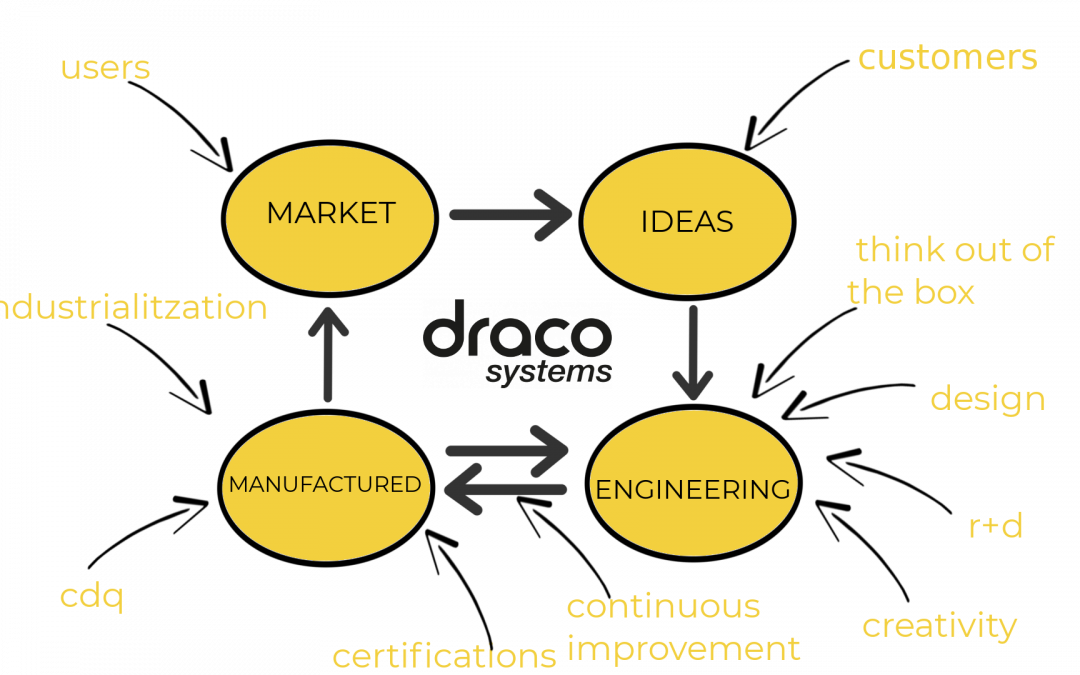 users
customers
MARKET
IDEAS
think out of
the box
ndustrialitzation
draco
systems
design
MANUFACTURED
ENGINEERING
r+d
cdq
continuous
improvement
creativity
certifications